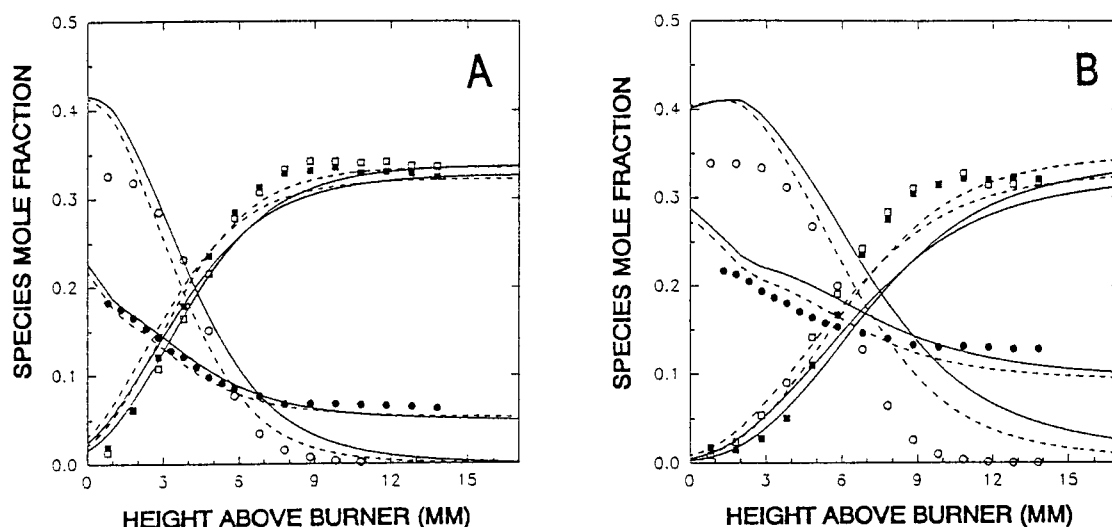 0.5
0.4
0.3
0.2
0.1
0.0
SPECIES MOLE FRACTION
A
0 3 6 9 12 15
HEIGHT ABOVE BURNER (MM)
0.5
0.4
0.3
0.2
0.1
0.0
SPECIES MOLE FRACTION
B
0 3 6 9 12 15
HEIGHT ABOVE BURNER (MM)